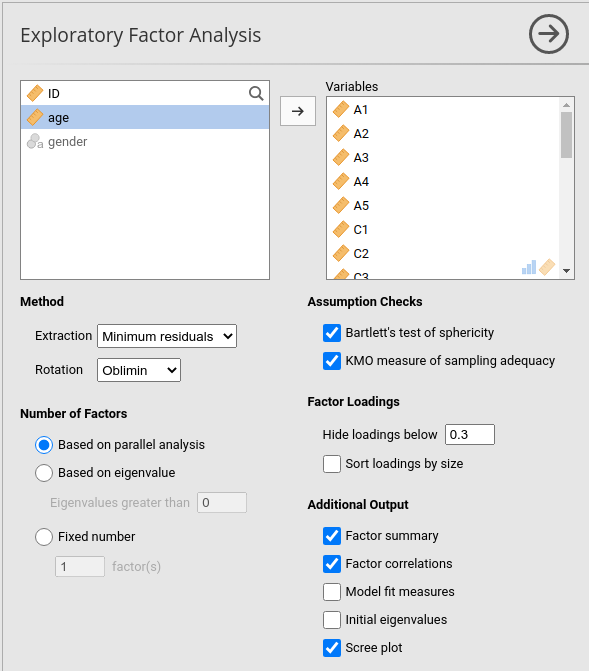 Exploratory Factor Analysis
ID
age
a gender
Variables
A1
A2
A3
A4
A5
C1
C2
C3
Method
Extraction Minimum residuals
Rotation Oblimin
Number of Factors
Based on parallel analysis
Based on eigenvalue
Eigenvalues greater than 0
Fixed number
1 factor(s)
Assumption Checks
Bartlett's test of sphericity
KMO measure of sampling adequacy
Factor Loadings
Hide loadings below 0.3
Sort loadings by size
Additional Output
Factor summary
Factor correlations
Model fit measures
Initial eigenvalues
Scree plot